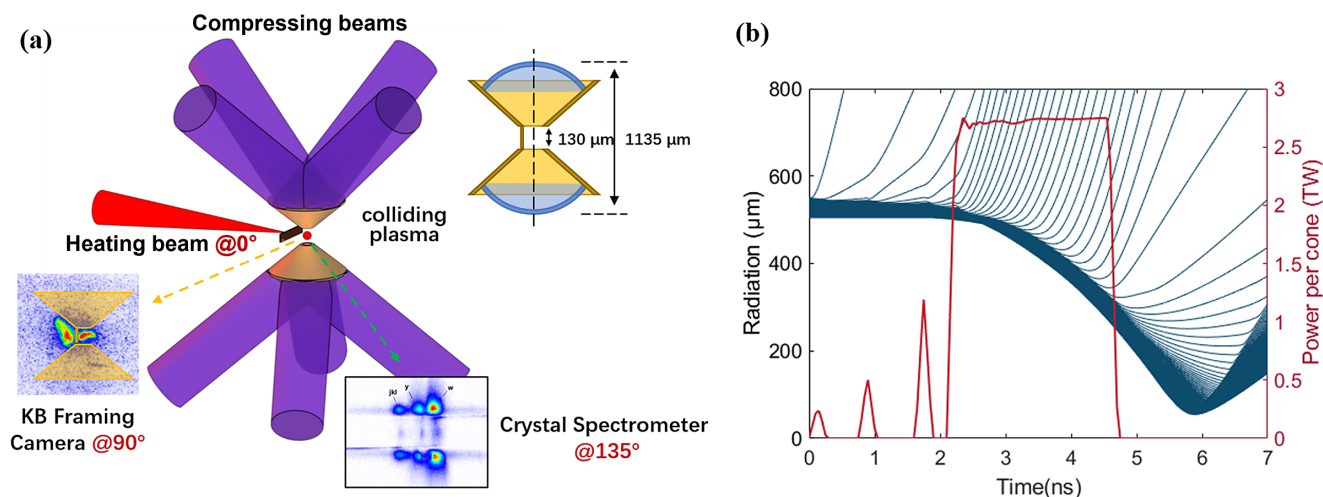 (a)
Compressing beams
130 μm
1135 μm
colliding
plasma
Heating beam @0°
KB Framing
Camera @90°
jkl
y
w
Crystal Spectrometer
@135°
(b)
800
600
400
200
0
Radiation (μm)
3
2.5
2
1.5
1
0.5
0
Power per cone (TW)
0 1 2 3 4 5 6 7
Time(ns)